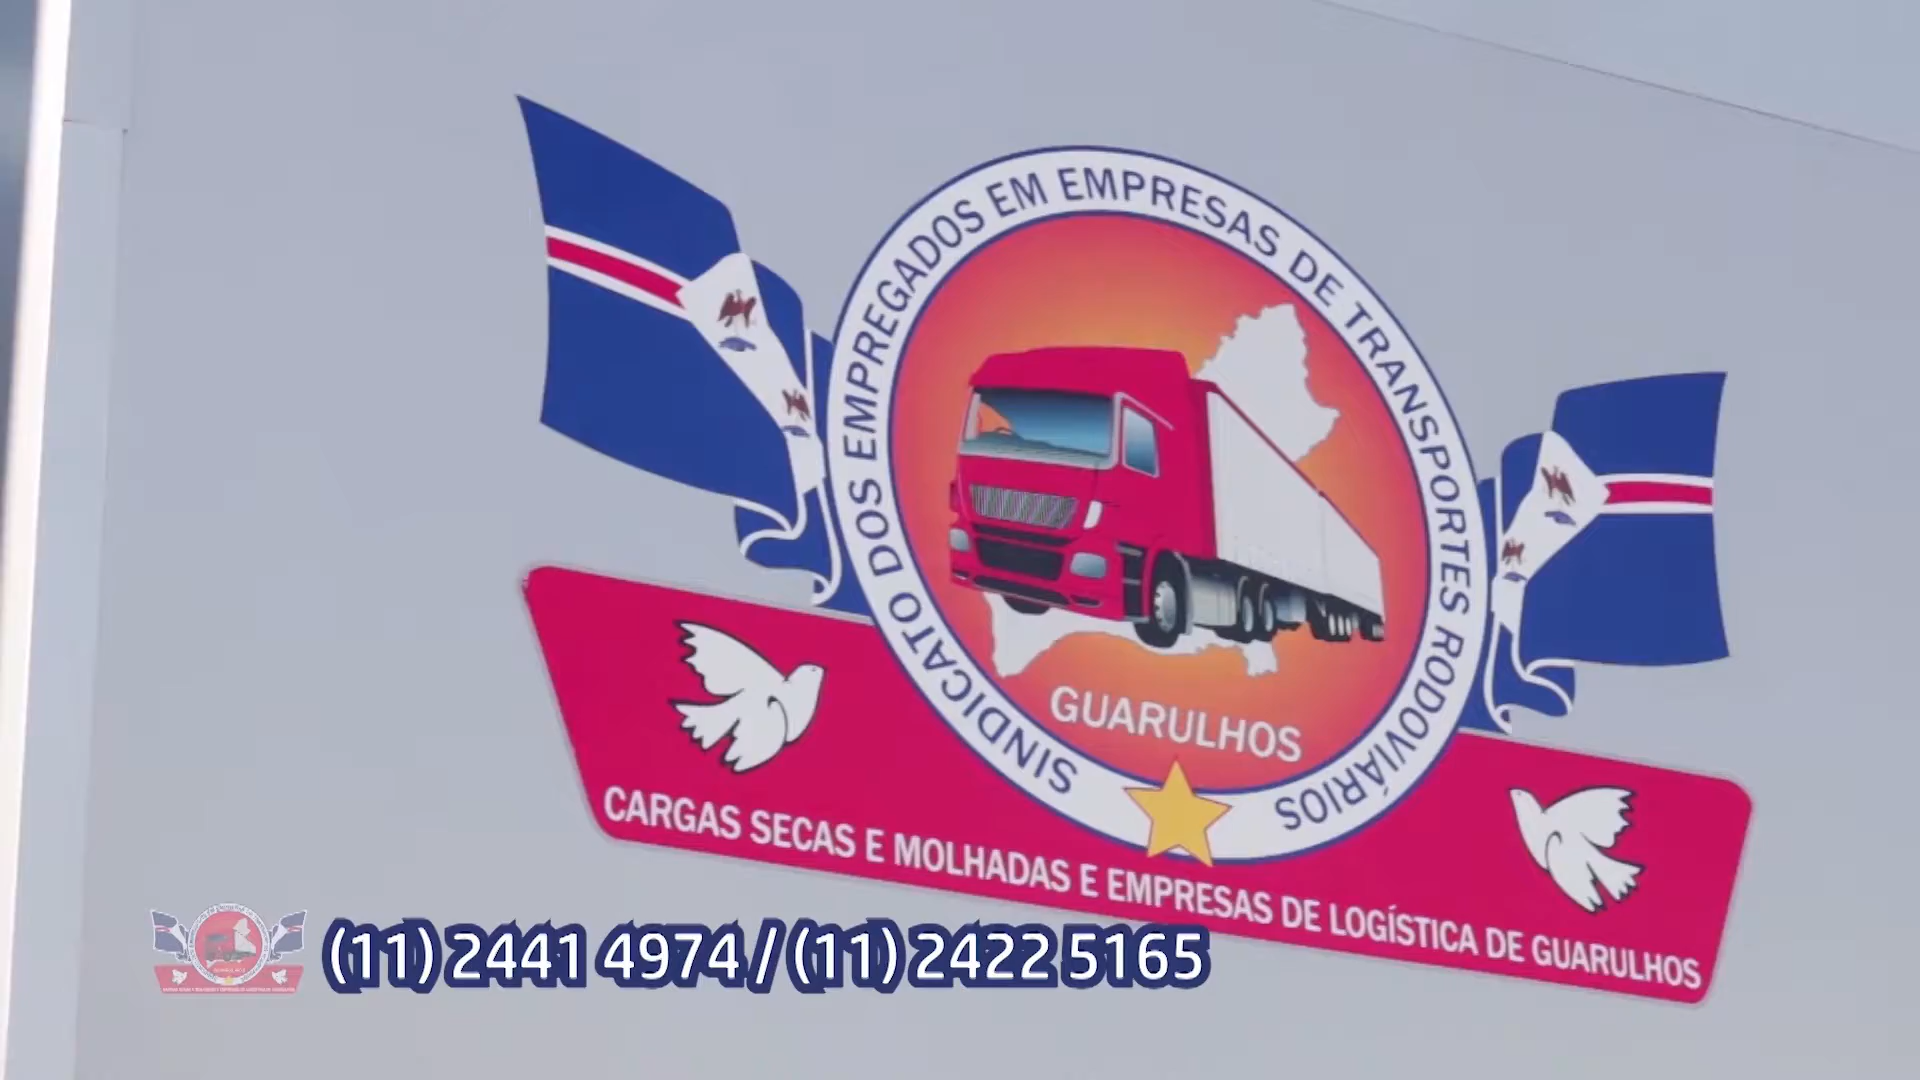 SINDICATO DOS EMPREGADOS EM EMPRESAS DE TRANSPORTES RODOVIÁRIOS
GUARULHOS
CARGAS SECAS E MOLHADAS E EMPRESAS DE LOGÍSTICA DE GUARULHOS
(11) 2441 4974 / (11) 2422 5165